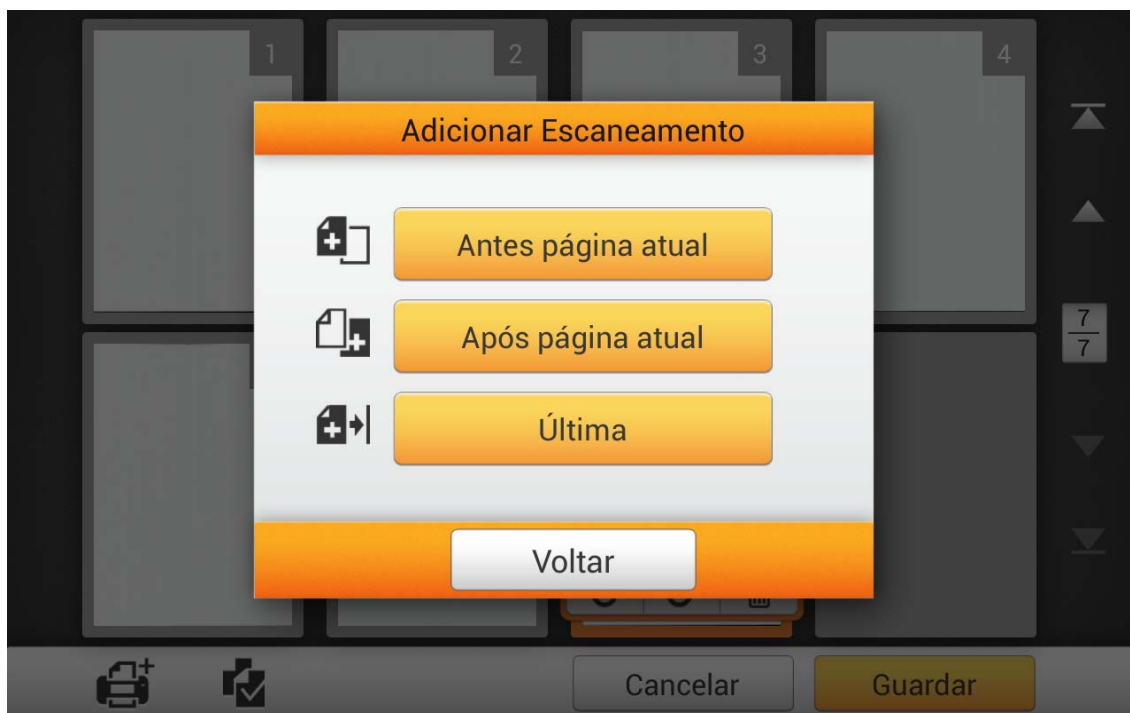 1
2
3
4
Adicionar Escaneamento
Antes página atual
Após página atual
Última
7
7
Voltar
Cancelar
Guardar